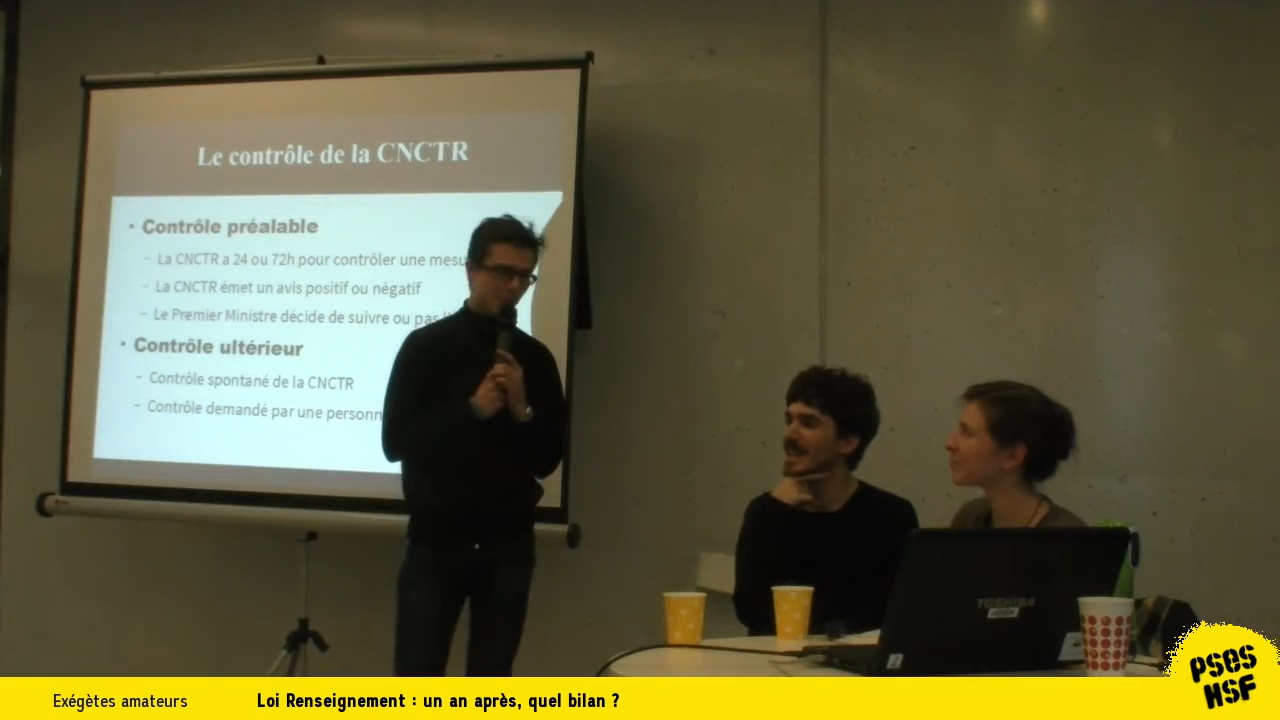 Le contrôle de la CNCTR
• Contrôle préalable
– La CNCTR a 24 ou 72h pour contrôler une mesu
– La CNCTR émet un avis positif ou négatif
– Le Premier Ministre décide de suivre ou pas
• Contrôle ultérieur
– Contrôle spontané de la CNCTR
– Contrôle demandé par une personn
TOSHIBA
PSES
HSF
Exégètes amateurs
Loi Renseignement : un an après, quel bilan ?